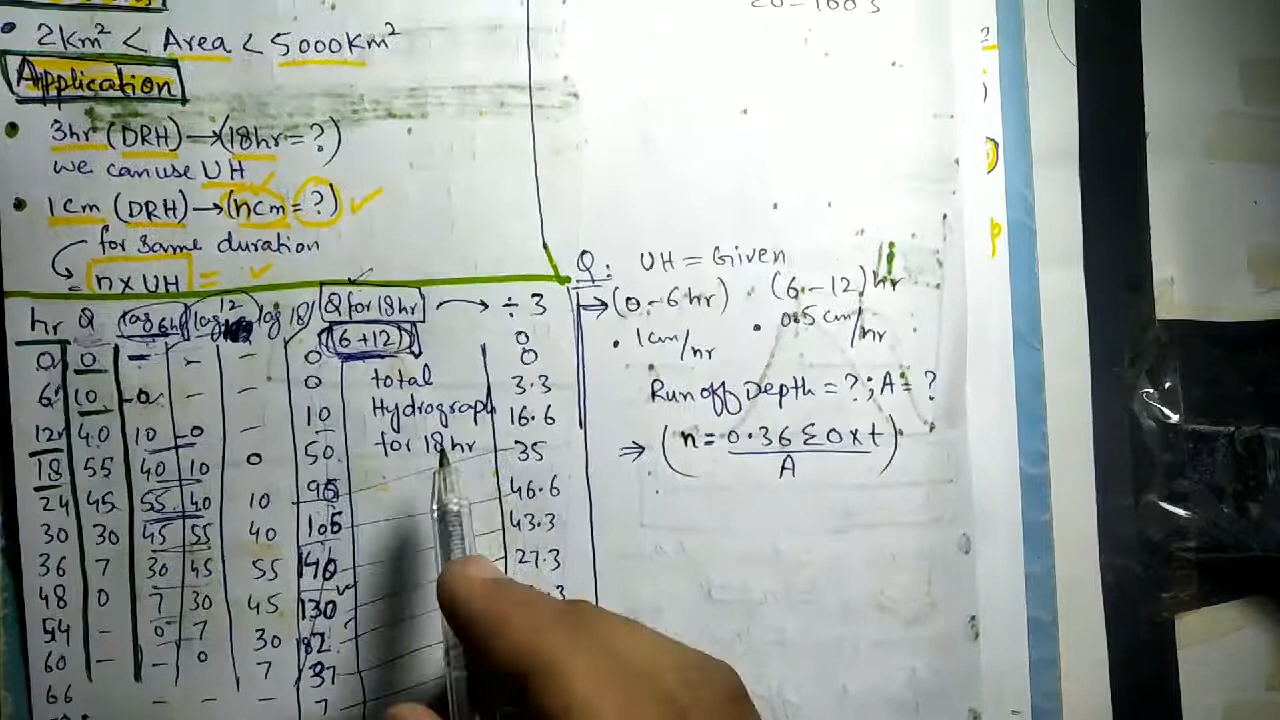 • 2Km² < Area < 5000Km²
Application
• 3hr (DRH) → (18hr = ?)
we can use UH
• 1cm (DRH) → (ncm = ?) ✓
for same duration
= n x UH = ✓
hr Q lag 6h lag 12 lag 18 Q for 18hr → ÷ 3
(6+12) 0
0 0 – – – 0 0
6 10 0 – – 0 total 3.3
12 40 10 0 – 10 Hydrograph 16.6
18 55 40 10 0 50 for 18hr 35
24 45 55 40 10 95 46.6
30 30 45 55 40 105 43.3
36 7 30 45 55 140 27.3
48 0 7 30 45 130
54 – 0 7 30 82
60 – – 0 7 37
66 – – – 7
Q: UH = Given
→ (0 – 6hr) • (6 – 12)hr
• 1cm/hr • 0.5cm/hr
Run off Depth = ? ; A = ?
⇒ (n = 0.36 Σ O x t / A)